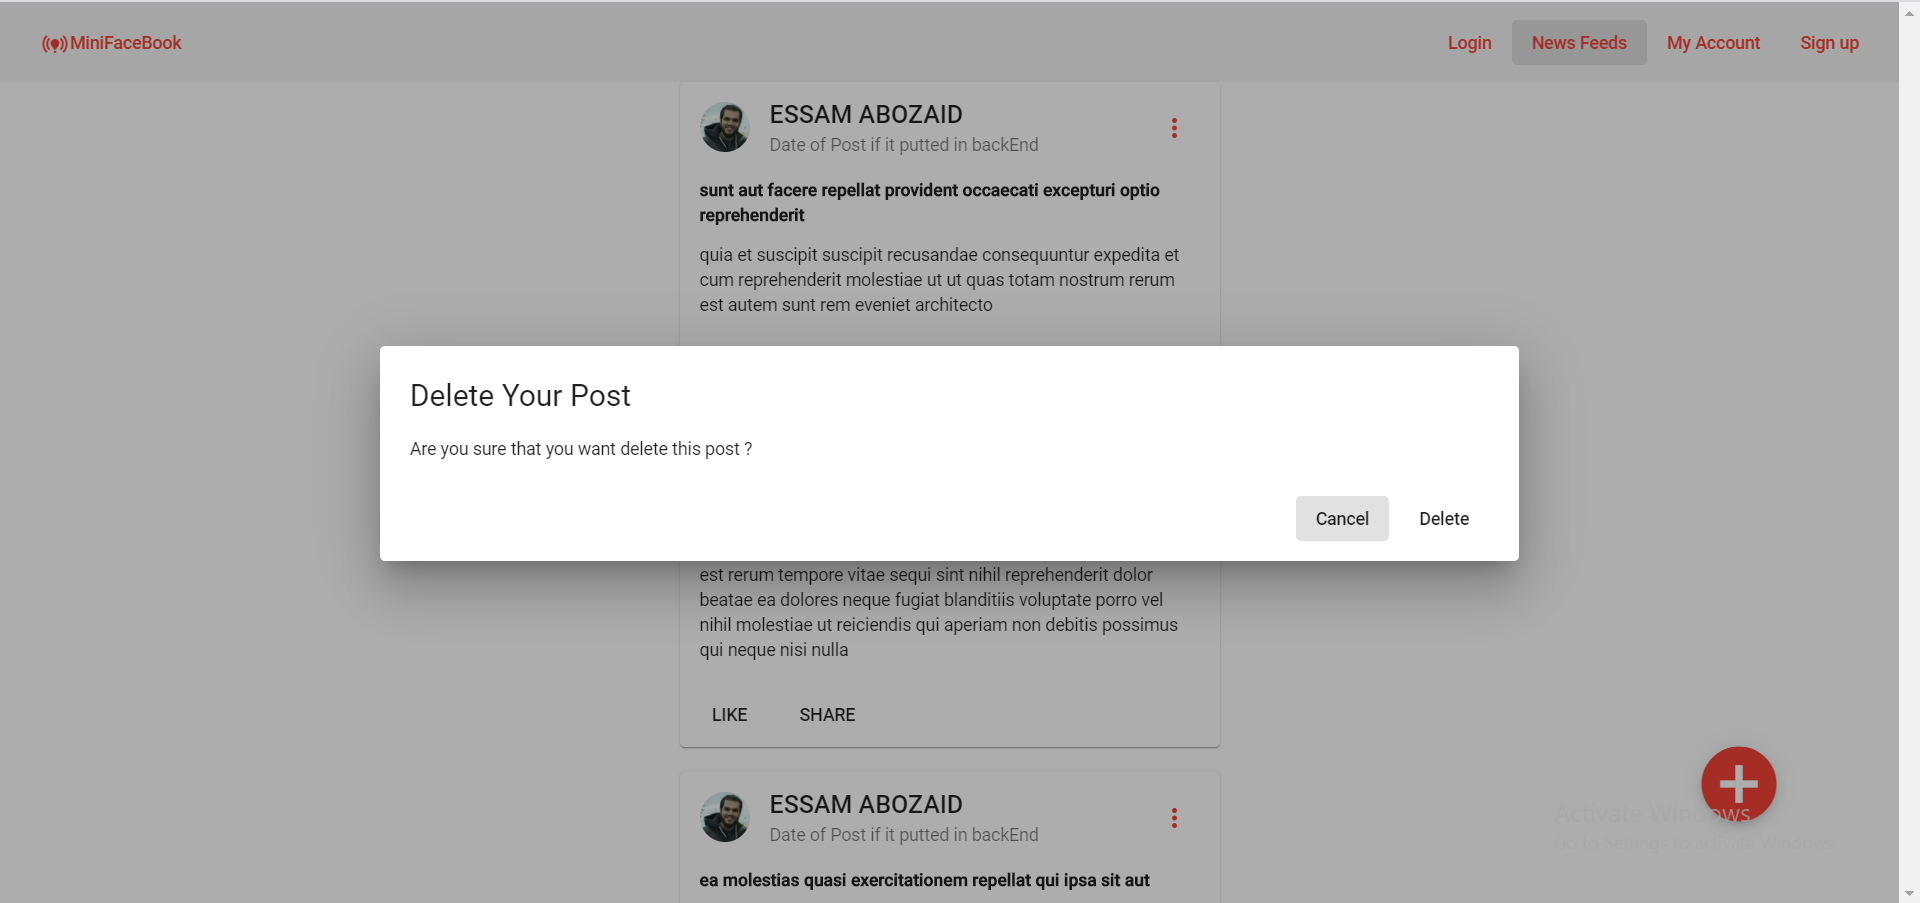 MiniFaceBook
Login
News Feeds
My Account
Sign up
ESSAM ABOZAID
Date of Post if it putted in backEnd
sunt aut facere repellat provident occaecati excepturi optio
reprehenderit
quia et suscipit suscipit recusandae consequuntur expedita et
cum reprehenderit molestiae ut ut quas totam nostrum rerum
est autem sunt rem eveniet architecto
Delete Your Post
Are you sure that you want delete this post ?
Cancel
Delete
est rerum tempore vitae sequi sint nihil reprehenderit dolor
beatae ea dolores neque fugiat blanditiis voluptate porro vel
nihil molestiae ut reiciendis qui aperiam non debitis possimus
qui neque nisi nulla
LIKE
SHARE
ESSAM ABOZAID
Date of Post if it putted in backEnd
ea molestias quasi exercitationem repellat qui ipsa sit aut
Activate Windows
Go to Settings to activate Windows.